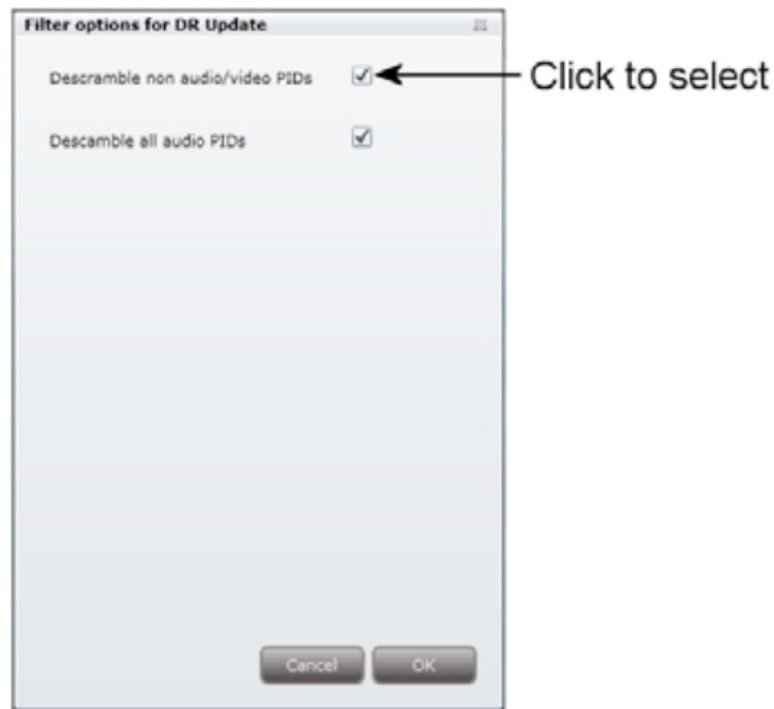 Filter options for DR Update
Descramble non audio/video PIDs
Click to select
Descamble all audio PIDs
Cancel OK